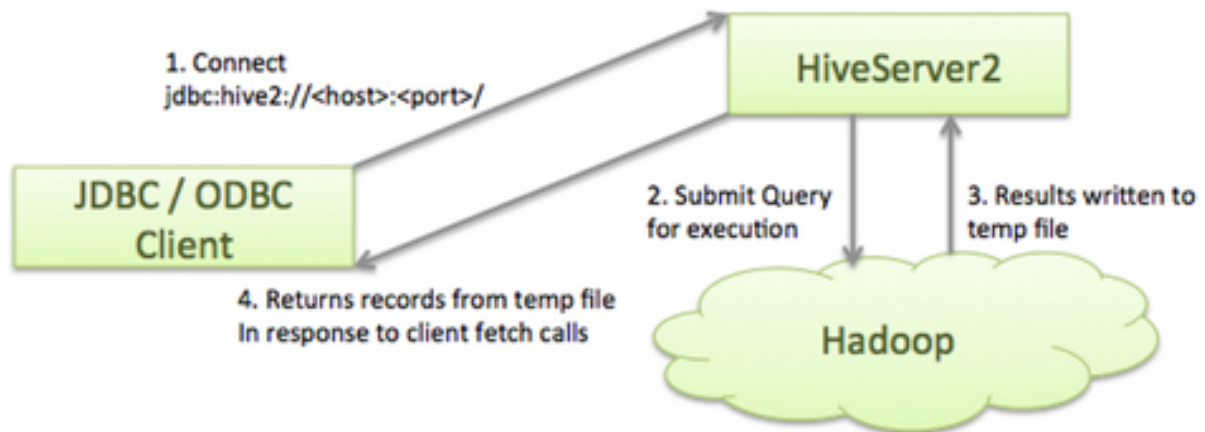 1. Connect
jdbc:hive2://<host>:<port>/
HiveServer2
JDBC / ODBC
Client
2. Submit Query
for execution
3. Results written to
temp file
4. Returns records from temp file
In response to client fetch calls
Hadoop